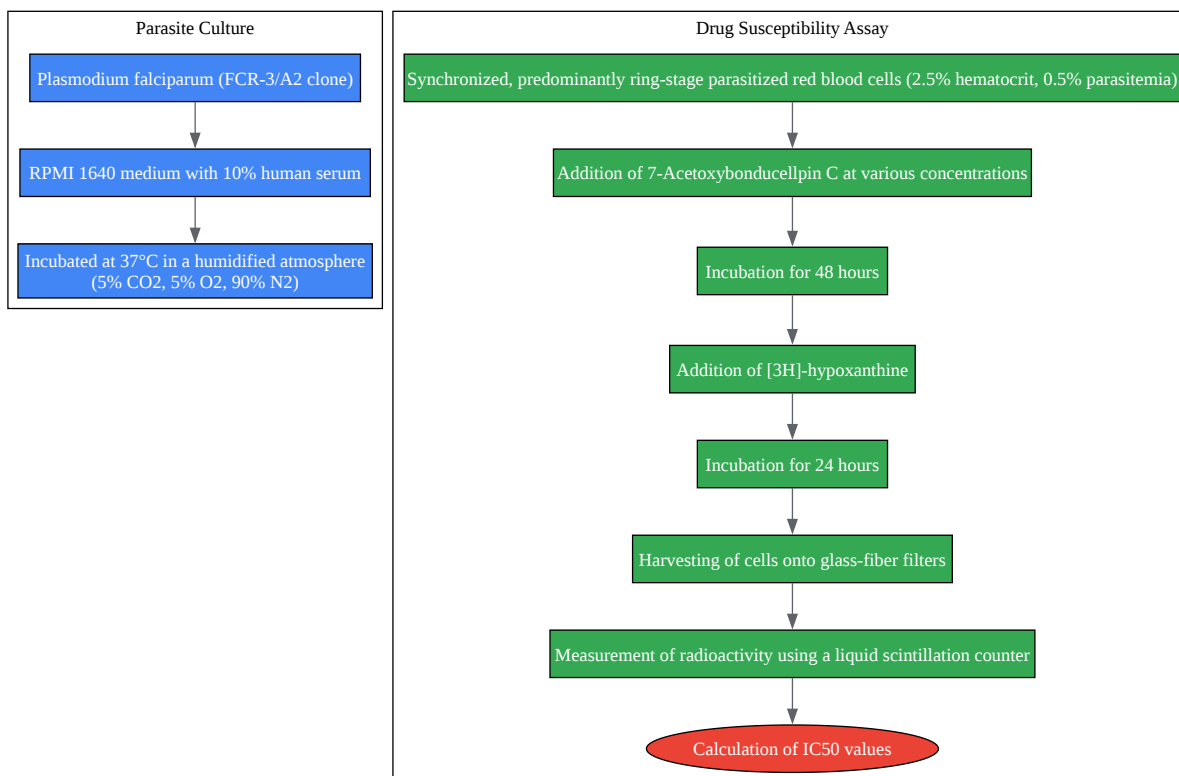 Parasite Culture
Plasmodium falciparum (FCR-3/A2 clone)
RPMI 1640 medium with 10% human serum
Incubated at 37°C in a humidified atmosphere
(5% CO2, 5% O2, 90% N2)
Drug Susceptibility Assay
Synchronized, predominantly ring-stage parasitized red blood cells (2.5% hematocrit, 0.5% parasitemia)
Addition of 7-Acetoxybonducellpin C at various concentrations
Incubation for 48 hours
Addition of [3H]-hypoxanthine
Incubation for 24 hours
Harvesting of cells onto glass-fiber filters
Measurement of radioactivity using a liquid scintillation counter
Calculation of IC50 values